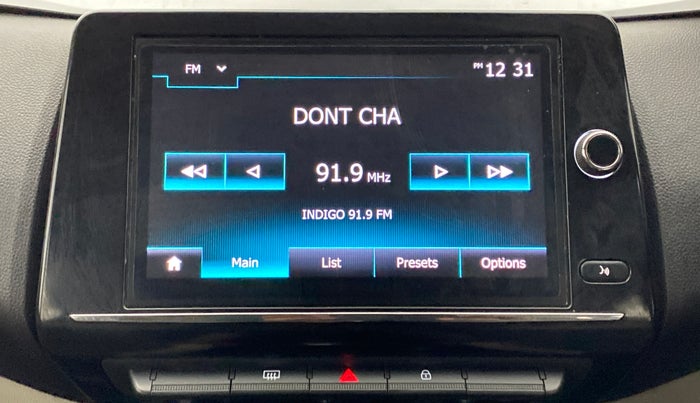 FM
PM 12 31
DONT CHA
91.9 MHz
INDIGO 91.9 FM
Main List Presets Options